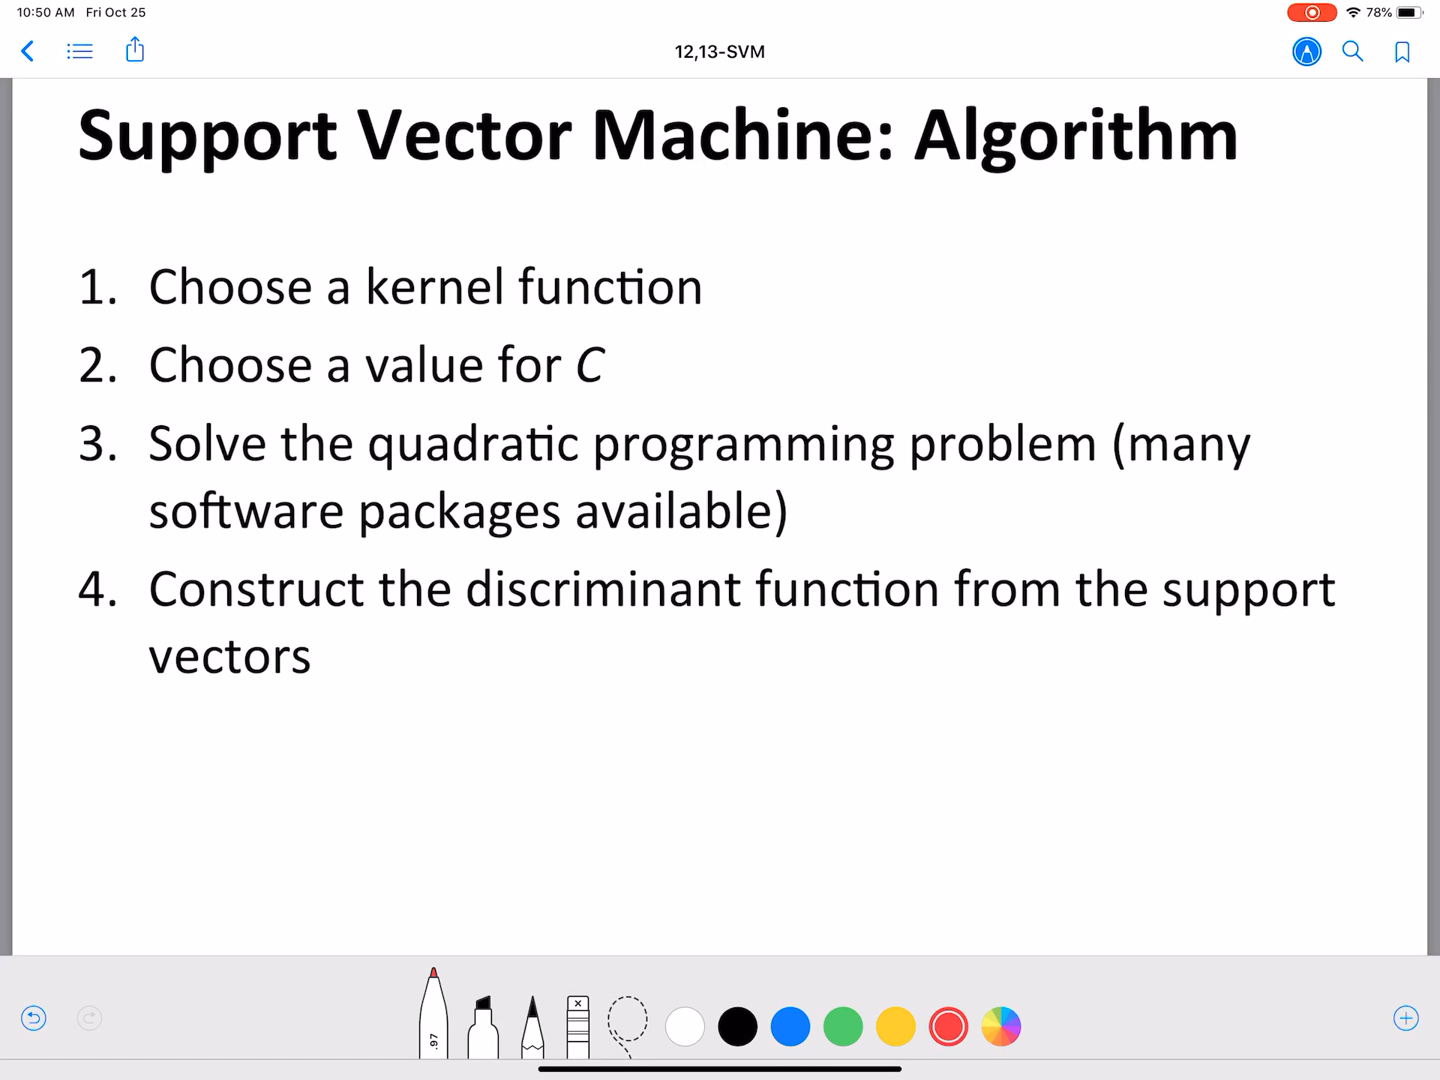 10:50 AM Fri Oct 25
78%
12,13-SVM
Support Vector Machine: Algorithm
1. Choose a kernel function
2. Choose a value for C
3. Solve the quadratic programming problem (many
software packages available)
4. Construct the discriminant function from the support
vectors
.97